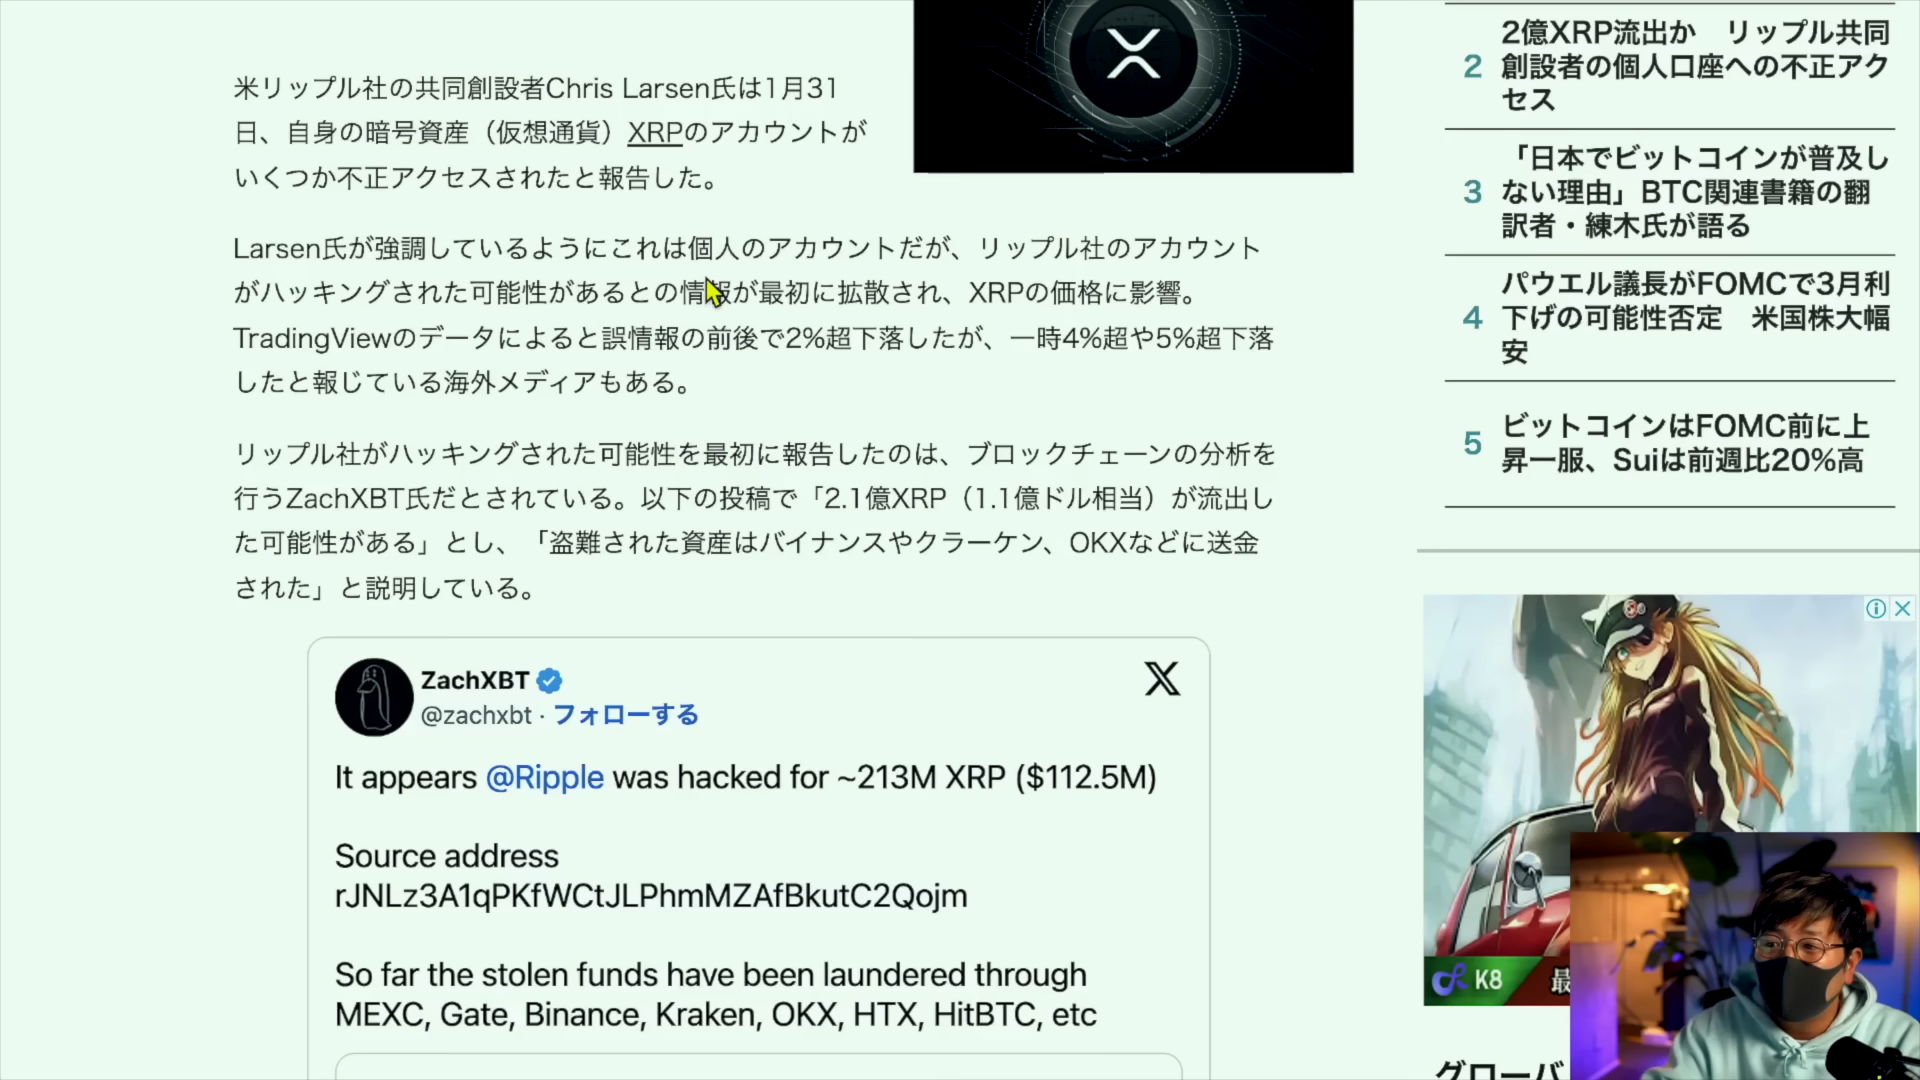 米リップル社の共同創設者Chris Larsen氏は1月31
日、自身の暗号資産（仮想通貨）XRPのアカウントが
いくつか不正アクセスされたと報告した。
Larsen氏が強調しているようにこれは個人のアカウントだが、リップル社のアカウント
がハッキングされた可能性があるとの情報が最初に拡散され、XRPの価格に影響。
TradingViewのデータによると誤情報の前後で2%超下落したが、一時4%超や5%超下落
したと報じている海外メディアもある。
リップル社がハッキングされた可能性を最初に報告したのは、ブロックチェーンの分析を
行うZachXBT氏だとされている。以下の投稿で「2.1億XRP（1.1億ドル相当）が流出し
た可能性がある」とし、「盗難された資産はバイナンスやクラーケン、OKXなどに送金
された」と説明している。
ZachXBT
@zachxbt · フォローする
It appears @Ripple was hacked for ~213M XRP ($112.5M)
Source address
rJNLz3A1qPKfWCtJLPhmMZAfBkutC2Qojm
So far the stolen funds have been laundered through
MEXC, Gate, Binance, Kraken, OKX, HTX, HitBTC, etc
2
2億XRP流出か　リップル共同
創設者の個人口座への不正アク
セス
3
「日本でビットコインが普及し
ない理由」BTC関連書籍の翻
訳者・練木氏が語る
4
パウエル議長がFOMCで3月利
下げの可能性否定　米国株大幅
安
5
ビットコインはFOMC前に上
昇一服、Suiは前週比20%高
K8
最
グローバ